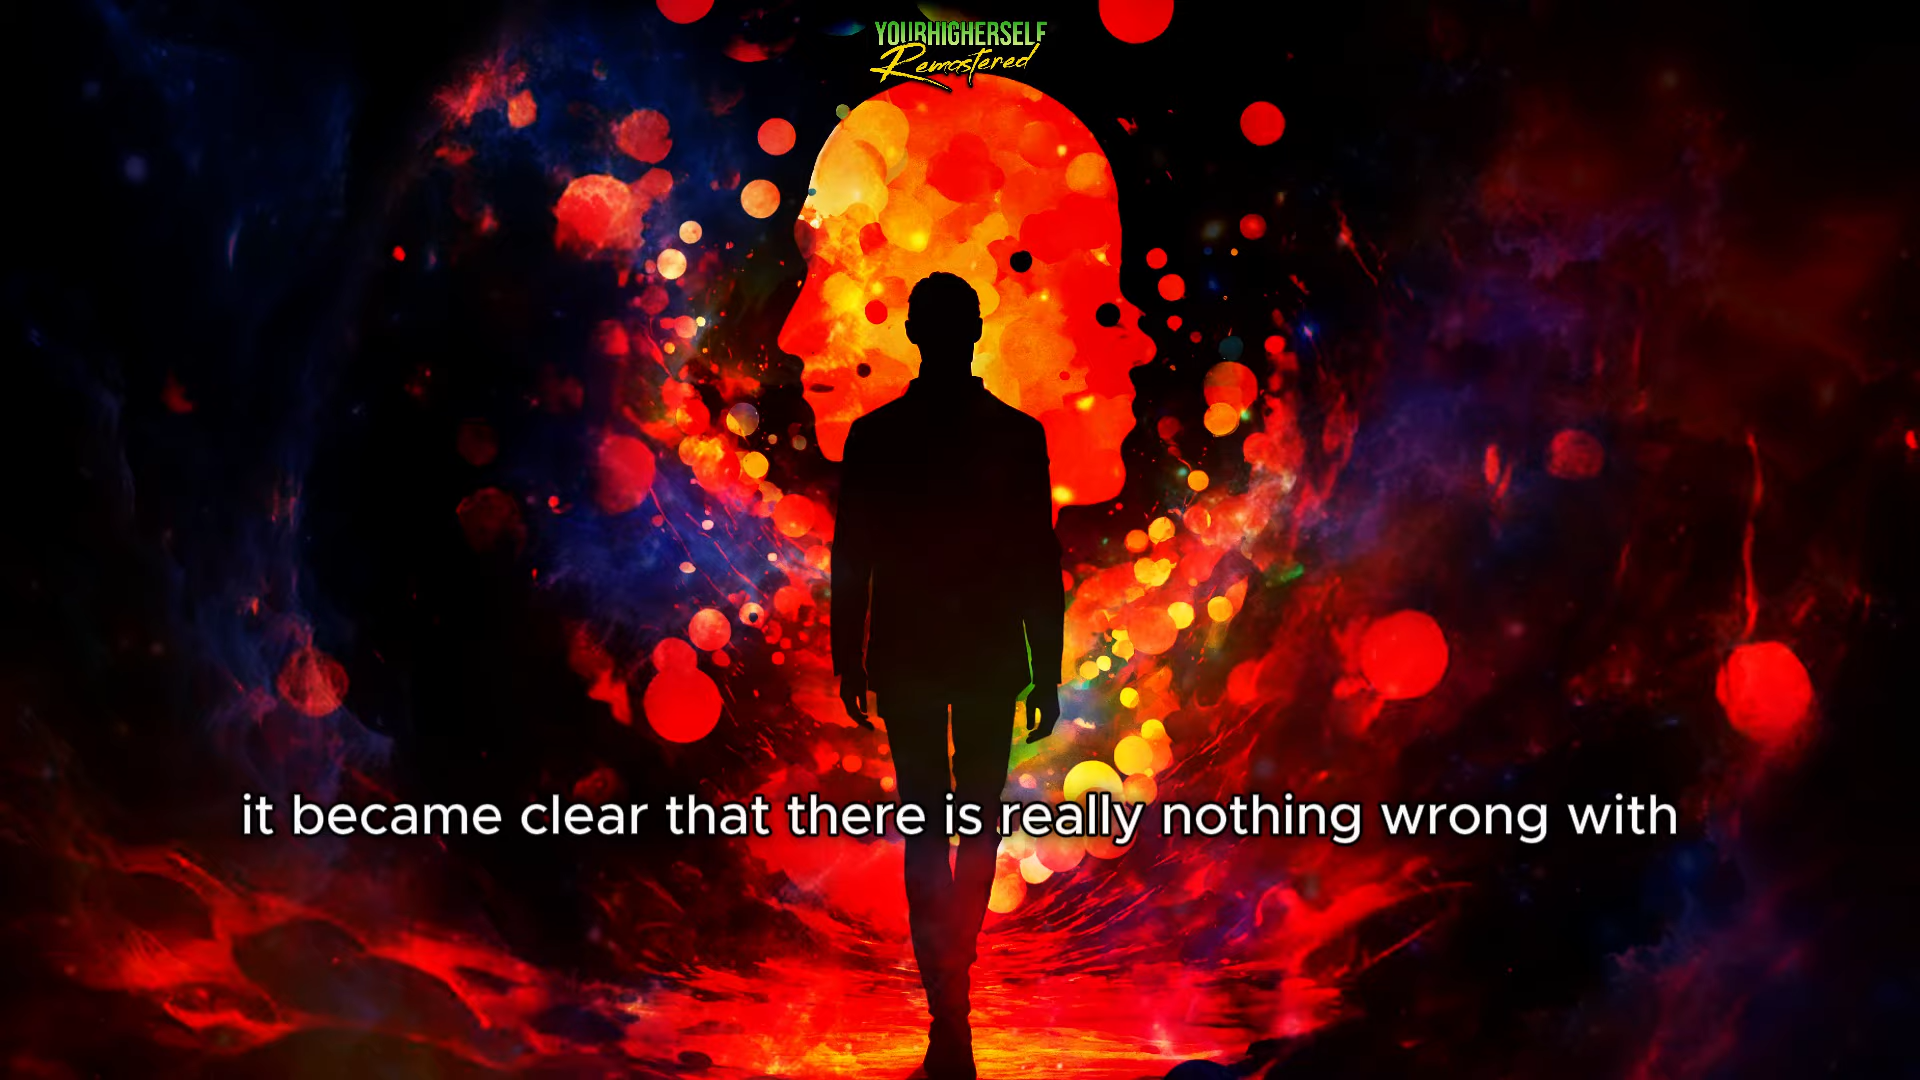 YOURHIGHERSELF
Remastered
it became clear that there is really nothing wrong with